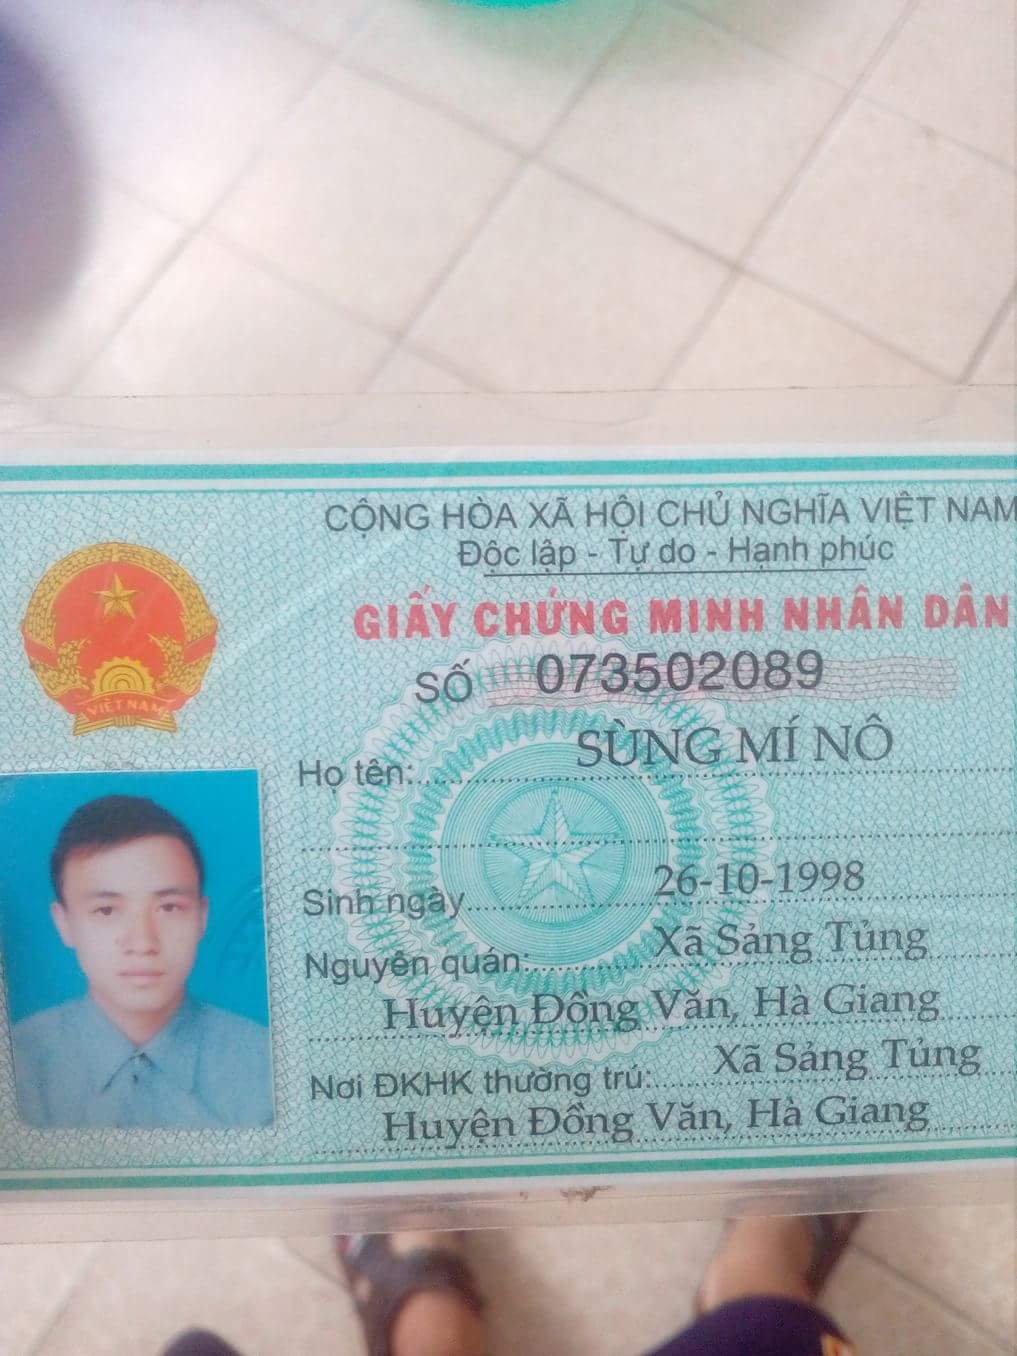 CỘNG HÒA XÃ HỘI CHỦ NGHĨA VIỆT NAM
Độc lập - Tự do - Hạnh phúc
GIẤY CHỨNG MINH NHÂN DÂN
SỐ 073502089
Họ tên: SÙNG MÍ NÔ
Sinh ngày 26-10-1998
Nguyên quán: Xã Sảng Tủng
Huyện Đồng Văn, Hà Giang
Nơi ĐKHK thường trú: Xã Sảng Tủng
Huyện Đồng Văn, Hà Giang
VIỆT NAM